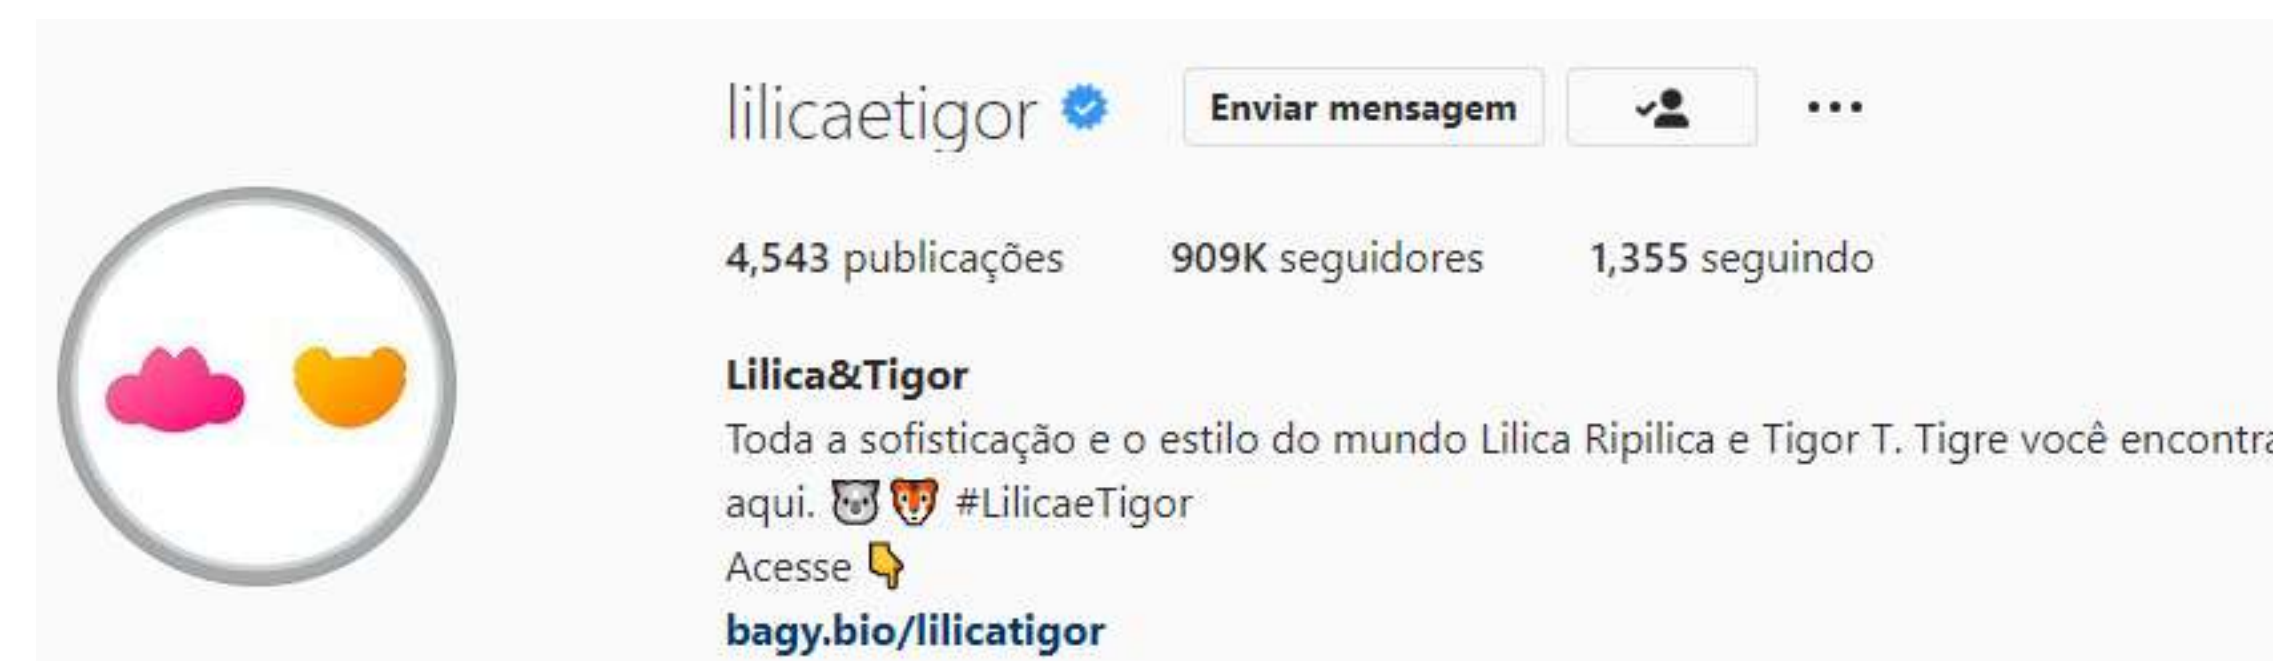 lilicaetigor Enviar mensagem
4,543 publicações 909K seguidores 1,355 seguindo
Lilica&Tigor
Toda a sofisticação e o estilo do mundo Lilica Ripilica e Tigor T. Tigre você encontra
aqui. 🐨🐯 #LilicaeTigor
Acesse 👇
bagy.bio/lilicatigor